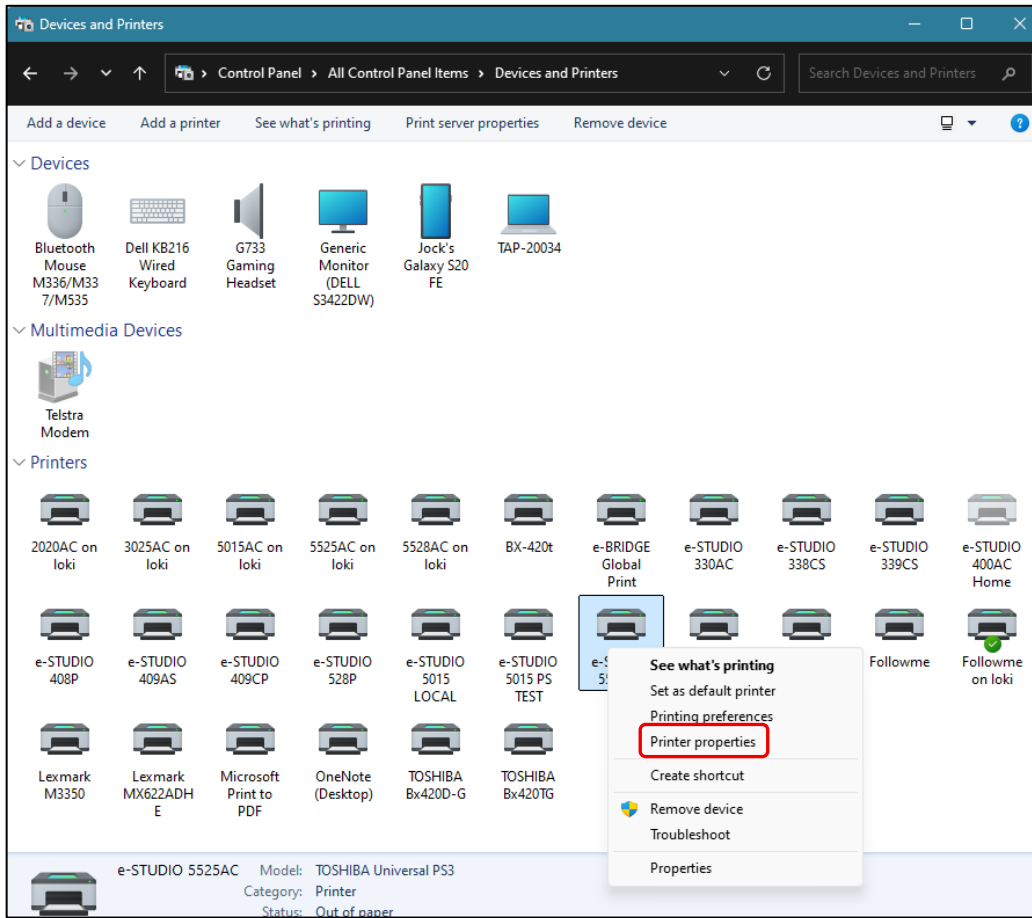 Devices and Printers
Control Panel > All Control Panel Items > Devices and Printers
Search Devices and Printers
Add a device
Add a printer
See what's printing
Print server properties
Remove device
Devices
Bluetooth
Mouse
M336/M33
7/M535
Dell KB216
Wired
Keyboard
G733
Gaming
Headset
Generic
Monitor
(DELL
S3422DW)
Jock's
Galaxy S20
FE
TAP-20034
Multimedia Devices
Telstra
Modem
Printers
2020AC on
loki
3025AC on
loki
5015AC on
loki
5525AC on
loki
5528AC on
loki
BX-420t
e-BRIDGE
Global
Print
e-STUDIO
330AC
e-STUDIO
338CS
e-STUDIO
339CS
e-STUDIO
400AC
Home
e-STUDIO
408P
e-STUDIO
409AS
e-STUDIO
409CP
e-STUDIO
528P
e-STUDIO
5015
LOCAL
e-STUDIO
5015 PS
TEST
Followme
Followme
on loki
Lexmark
M3350
Lexmark
MX622ADH
E
Microsoft
Print to
PDF
OneNote
(Desktop)
TOSHIBA
Bx420D-G
TOSHIBA
Bx420TG
See what's printing
Set as default printer
Printing preferences
Printer properties
Create shortcut
Remove device
Troubleshoot
Properties
e-STUDIO 5525AC
Model: TOSHIBA Universal PS3
Category: Printer
Status: Out of paper